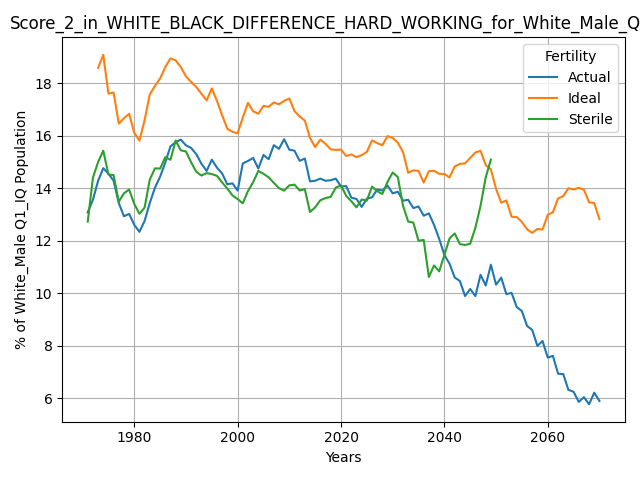 Score_2_in_WHITE_BLACK_DIFFERENCE_HARD_WORKING_for_White_Male_Q
Fertility
Actual
Ideal
Sterile
% of White_Male Q1_IQ Population
18
16
14
12
10
8
6
1980
2000
2020
2040
2060
Years